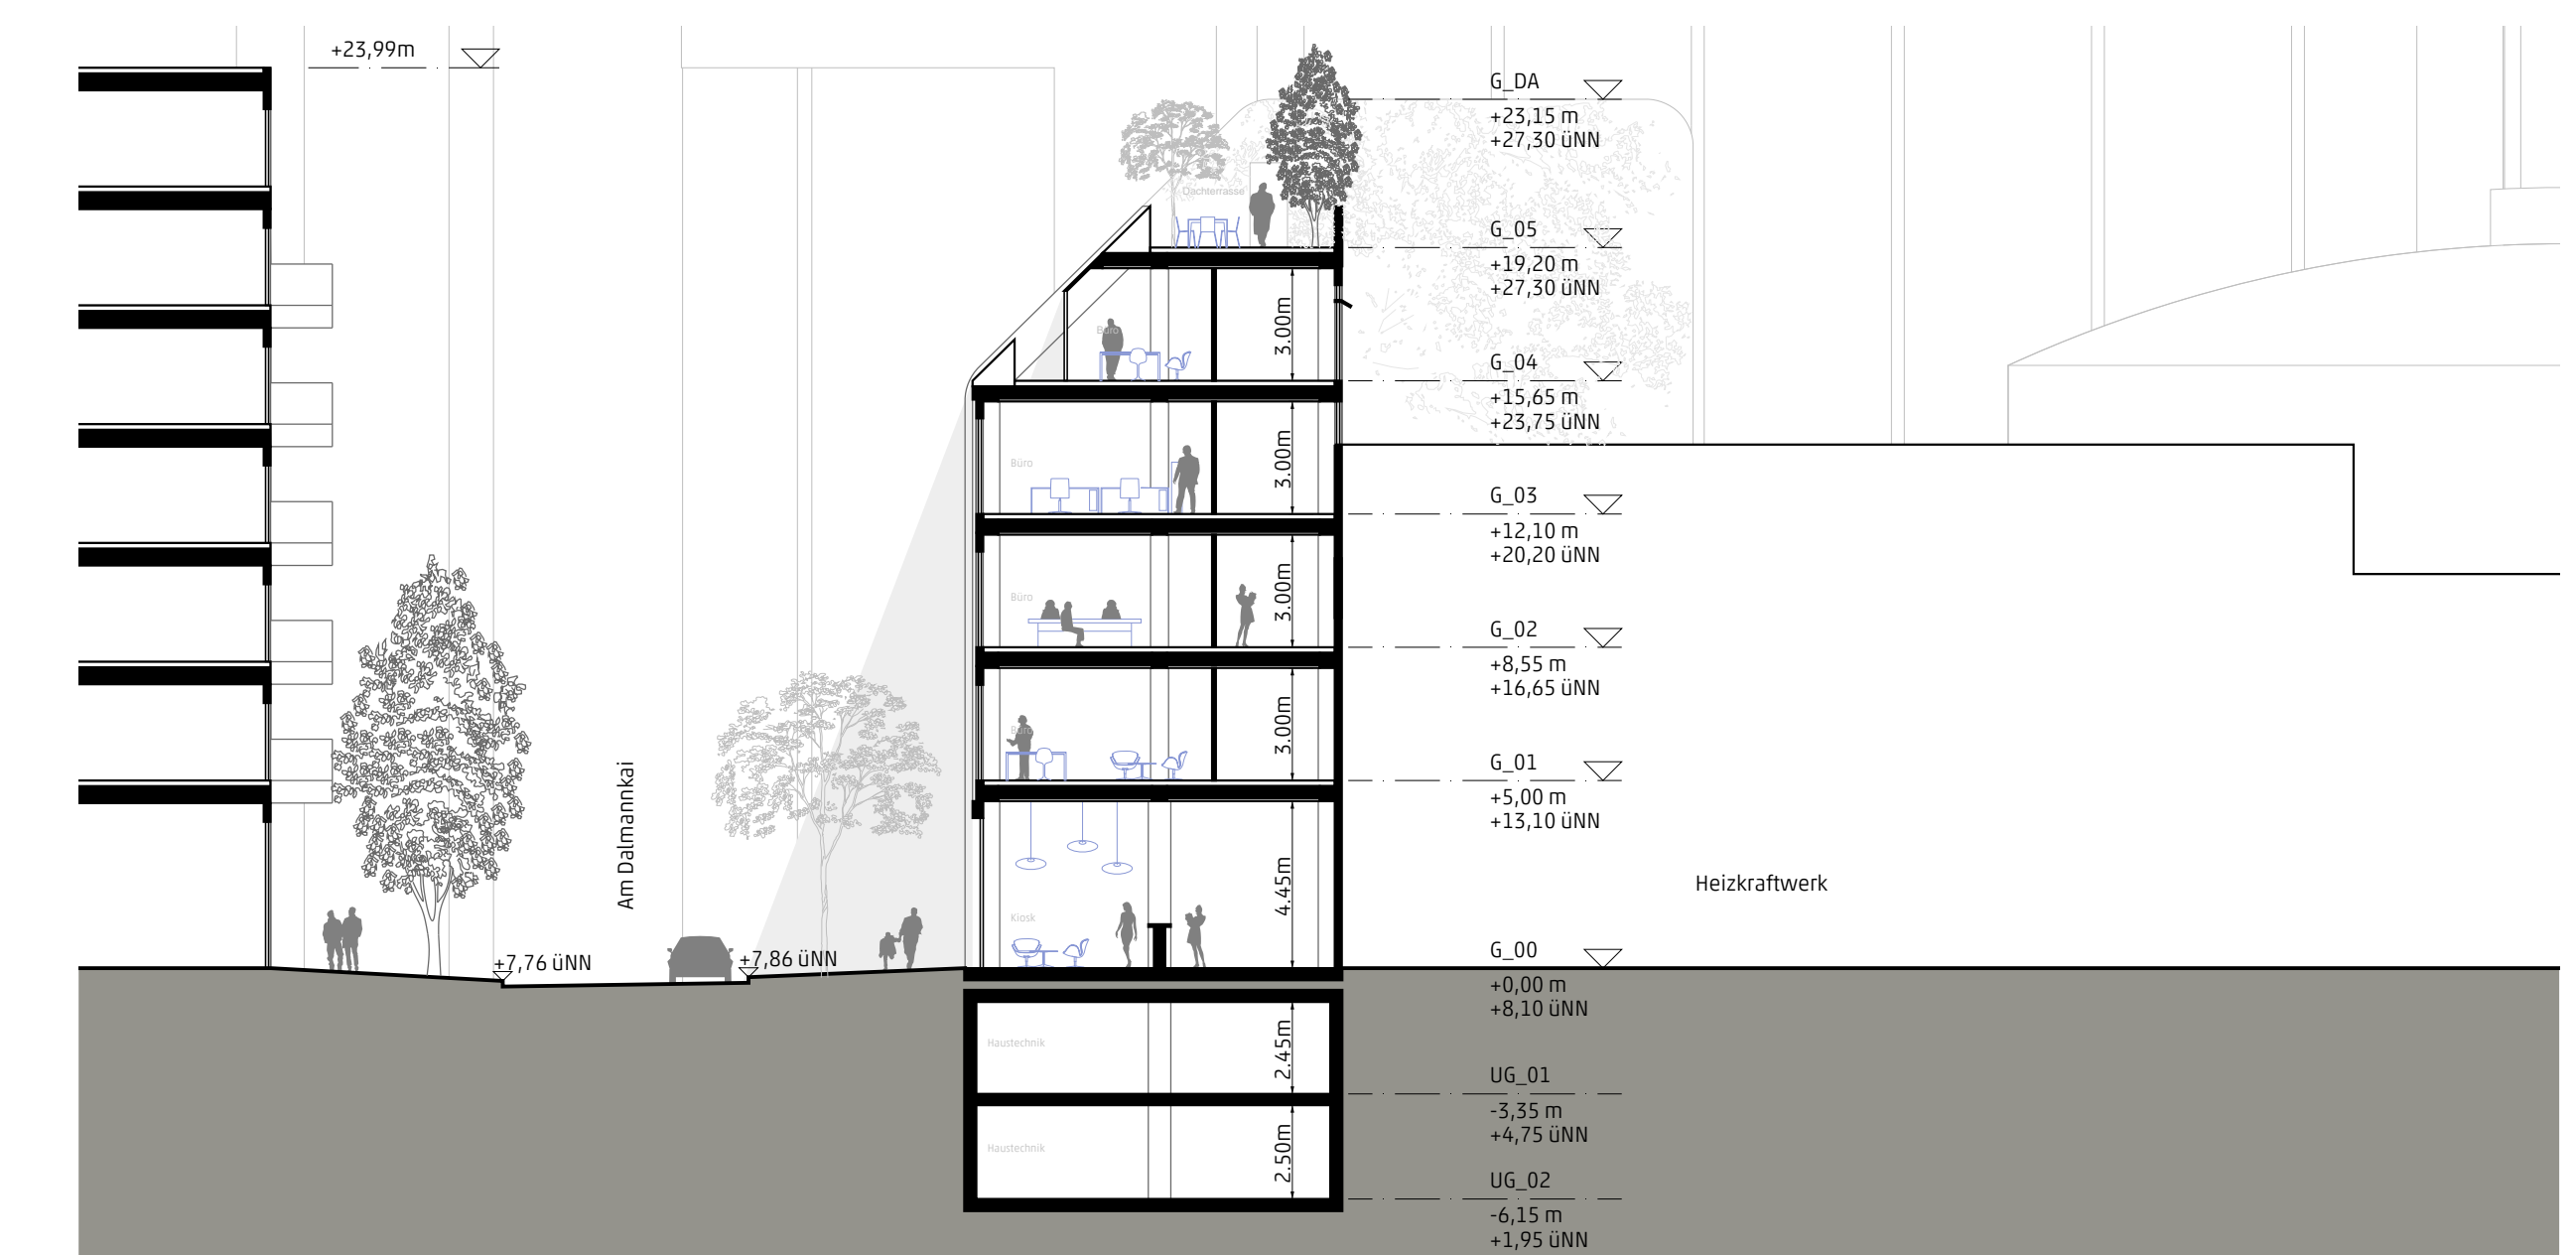 +23,99m
G_DA
+23,15 m
+27,30 üNN
Dachterrasse
G_05
+19,20 m
+27,30 üNN
Büro
3.00m
G_04
+15,65 m
+23,75 üNN
Büro
3.00m
G_03
+12,10 m
+20,20 üNN
Büro
3.00m
G_02
+8,55 m
+16,65 üNN
Büro
3.00m
G_01
+5,00 m
+13,10 üNN
Am Dalmannkai
4.45m
Heizkraftwerk
Kiosk
+7,76 üNN
+7,86 üNN
G_00
+0,00 m
+8,10 üNN
Haustechnik
2.45m
UG_01
-3,35 m
+4,75 üNN
Haustechnik
2.50m
UG_02
-6,15 m
+1,95 üNN